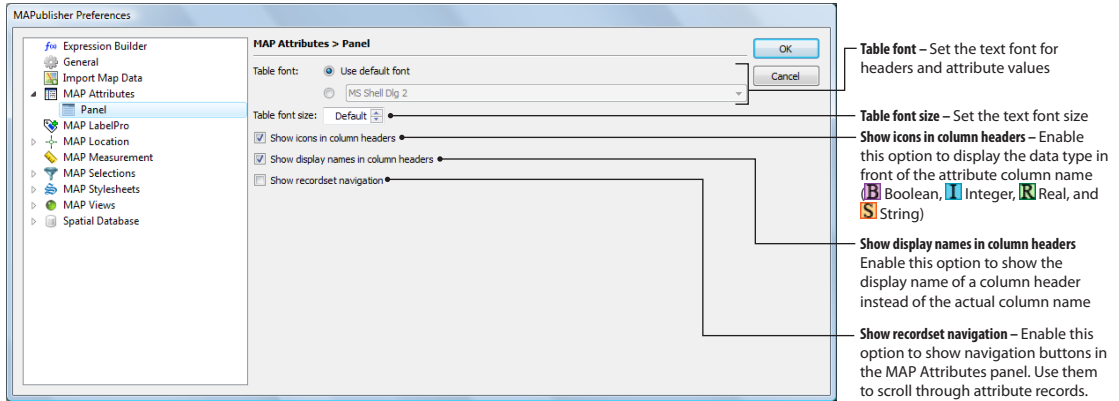 MAPublisher Preferences
f(x) Expression Builder
General
Import Map Data
MAP Attributes
Panel
MAP LabelPro
MAP Location
MAP Measurement
MAP Selections
MAP Stylesheets
MAP Views
Spatial Database
MAP Attributes > Panel
Table font:
Use default font
MS Shell Dlg 2
Table font size:
Default
Show icons in column headers
Show display names in column headers
Show recordset navigation
OK
Cancel
Table font – Set the text font for
headers and attribute values
Table font size – Set the text font size
Show icons in column headers – Enable
this option to display the data type in
front of the attribute column name
(B Boolean, I Integer, R Real, and
S String)
Show display names in column headers
Enable this option to show the
display name of a column header
instead of the actual column name
Show recordset navigation – Enable this
option to show navigation buttons in
the MAP Attributes panel. Use them
to scroll through attribute records.